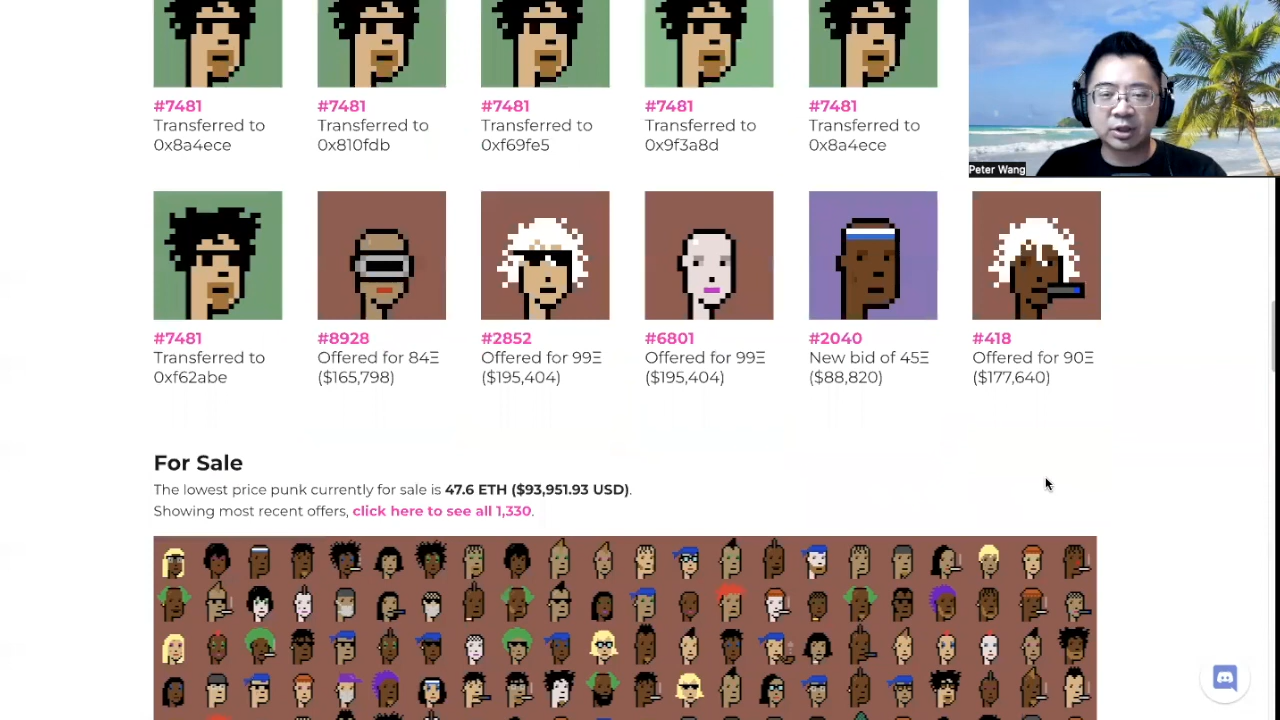 #7481
Transferred to
0x8a4ece
#7481
Transferred to
0x810fdb
#7481
Transferred to
0xf69fe5
#7481
Transferred to
0x9f3a8d
#7481
Transferred to
0x8a4ece
Peter Wang
#7481
Transferred to
0xf62abe
#8928
Offered for 84Ξ
($165,798)
#2852
Offered for 99Ξ
($195,404)
#6801
Offered for 99Ξ
($195,404)
#2040
New bid of 45Ξ
($88,820)
#418
Offered for 90Ξ
($177,640)
For Sale
The lowest price punk currently for sale is 47.6 ETH ($93,951.93 USD).
Showing most recent offers, click here to see all 1,330.